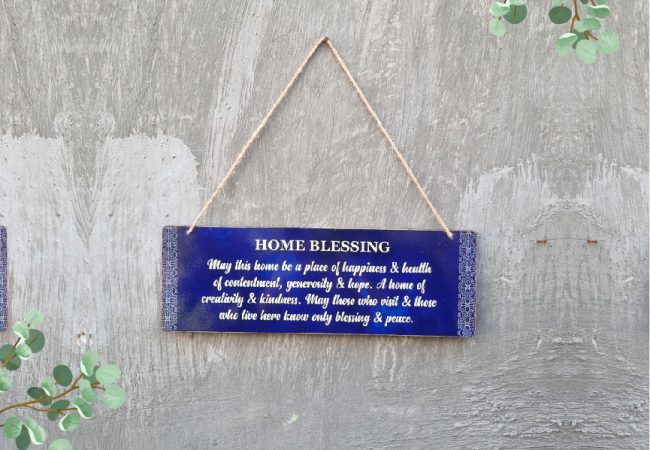 HOME BLESSING
May this home be a place of happiness & health
of contentment, generosity & hope. A home of
creativity & kindness. May those who visit & those
who live here know only blessing & peace.